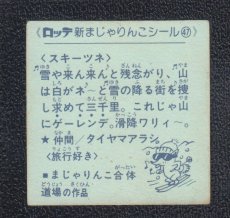 ロッテ 新まじゃりんこシール㊼
〈スキーツネ〉
♪雪や来ん来んと残念がり、山
は白がネ〜と雪の降る街を捜
し求めて三千里。これじゃ山
にゲーレンデ。滑降ワリィ〜。
★仲間/タイヤマアラシ
〈旅行好き〉
■まじゃりんこ合体
道場の作品